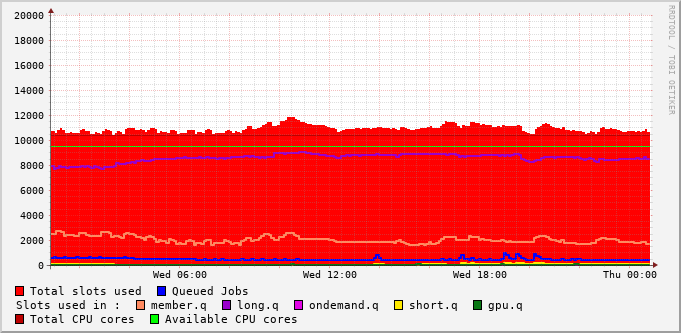 20000
18000
16000
14000
12000
10000
8000
6000
4000
2000
0
Wed 06:00 Wed 12:00 Wed 18:00 Thu 00:00
Total slots used Queued Jobs
Slots used in : member.q long.q ondemand.q short.q gpu.q
Total CPU cores Available CPU cores
RRDTOOL / TOBI OETIKER